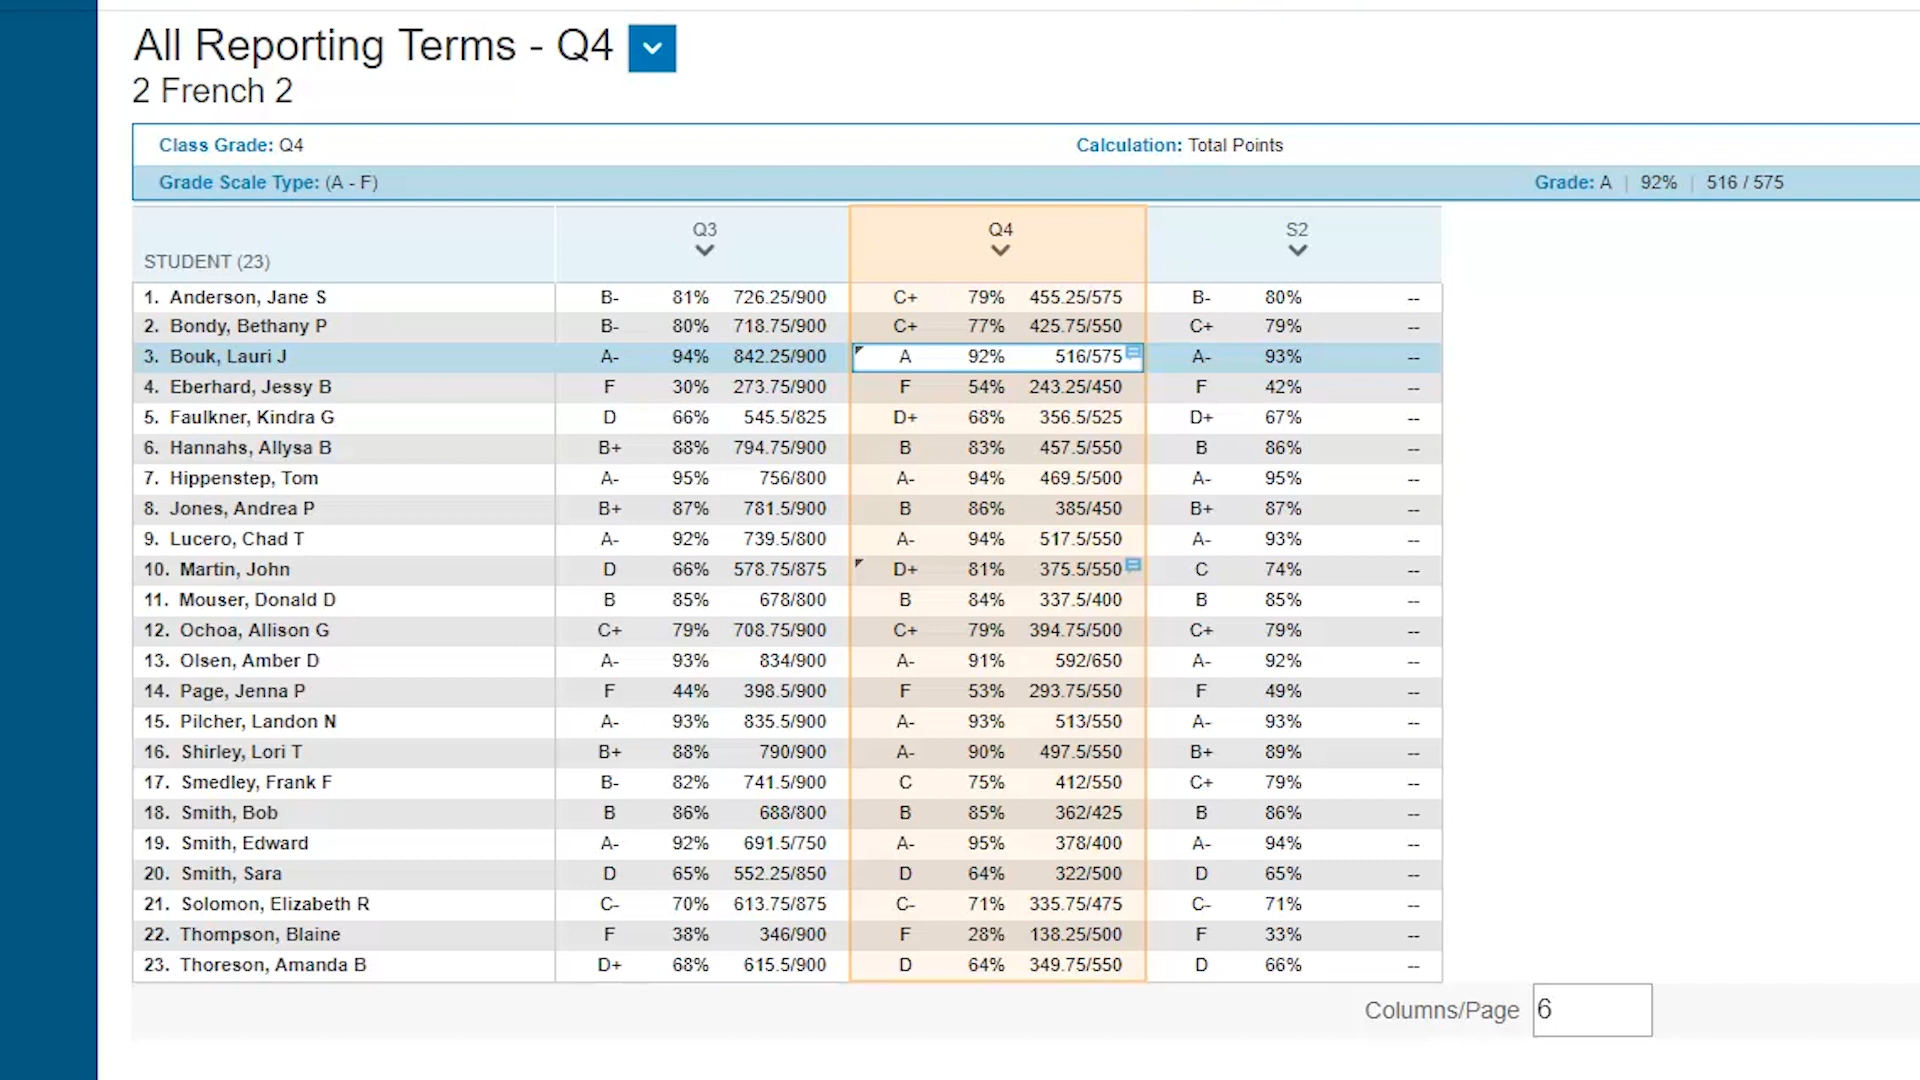 All Reporting Terms - Q4
2 French 2
Class Grade: Q4 Calculation: Total Points
Grade Scale Type: (A - F) Grade: A | 92% | 516 / 575
STUDENT (23) Q3 Q4 S2
1. Anderson, Jane S B- 81% 726.25/900 C+ 79% 455.25/575 B- 80% --
2. Bondy, Bethany P B- 80% 718.75/900 C+ 77% 425.75/550 C+ 79% --
3. Bouk, Lauri J A- 94% 842.25/900 A 92% 516/575 A- 93% --
4. Eberhard, Jessy B F 30% 273.75/900 F 54% 243.25/450 F 42% --
5. Faulkner, Kindra G D 66% 545.5/825 D+ 68% 356.5/525 D+ 67% --
6. Hannahs, Allysa B B+ 88% 794.75/900 B 83% 457.5/550 B 86% --
7. Hippenstep, Tom A- 95% 756/800 A- 94% 469.5/500 A- 95% --
8. Jones, Andrea P B+ 87% 781.5/900 B 86% 385/450 B+ 87% --
9. Lucero, Chad T A- 92% 739.5/800 A- 94% 517.5/550 A- 93% --
10. Martin, John D 66% 578.75/875 D+ 81% 375.5/550 C 74% --
11. Mouser, Donald D B 85% 678/800 B 84% 337.5/400 B 85% --
12. Ochoa, Allison G C+ 79% 708.75/900 C+ 79% 394.75/500 C+ 79% --
13. Olsen, Amber D A- 93% 834/900 A- 91% 592/650 A- 92% --
14. Page, Jenna P F 44% 398.5/900 F 53% 293.75/550 F 49% --
15. Pilcher, Landon N A- 93% 835.5/900 A- 93% 513/550 A- 93% --
16. Shirley, Lori T B+ 88% 790/900 A- 90% 497.5/550 B+ 89% --
17. Smedley, Frank F B- 82% 741.5/900 C 75% 412/550 C+ 79% --
18. Smith, Bob B 86% 688/800 B 85% 362/425 B 86% --
19. Smith, Edward A- 92% 691.5/750 A- 95% 378/400 A- 94% --
20. Smith, Sara D 65% 552.25/850 D 64% 322/500 D 65% --
21. Solomon, Elizabeth R C- 70% 613.75/875 C- 71% 335.75/475 C- 71% --
22. Thompson, Blaine F 38% 346/900 F 28% 138.25/500 F 33% --
23. Thoreson, Amanda B D+ 68% 615.5/900 D 64% 349.75/550 D 66% --
Columns/Page 6